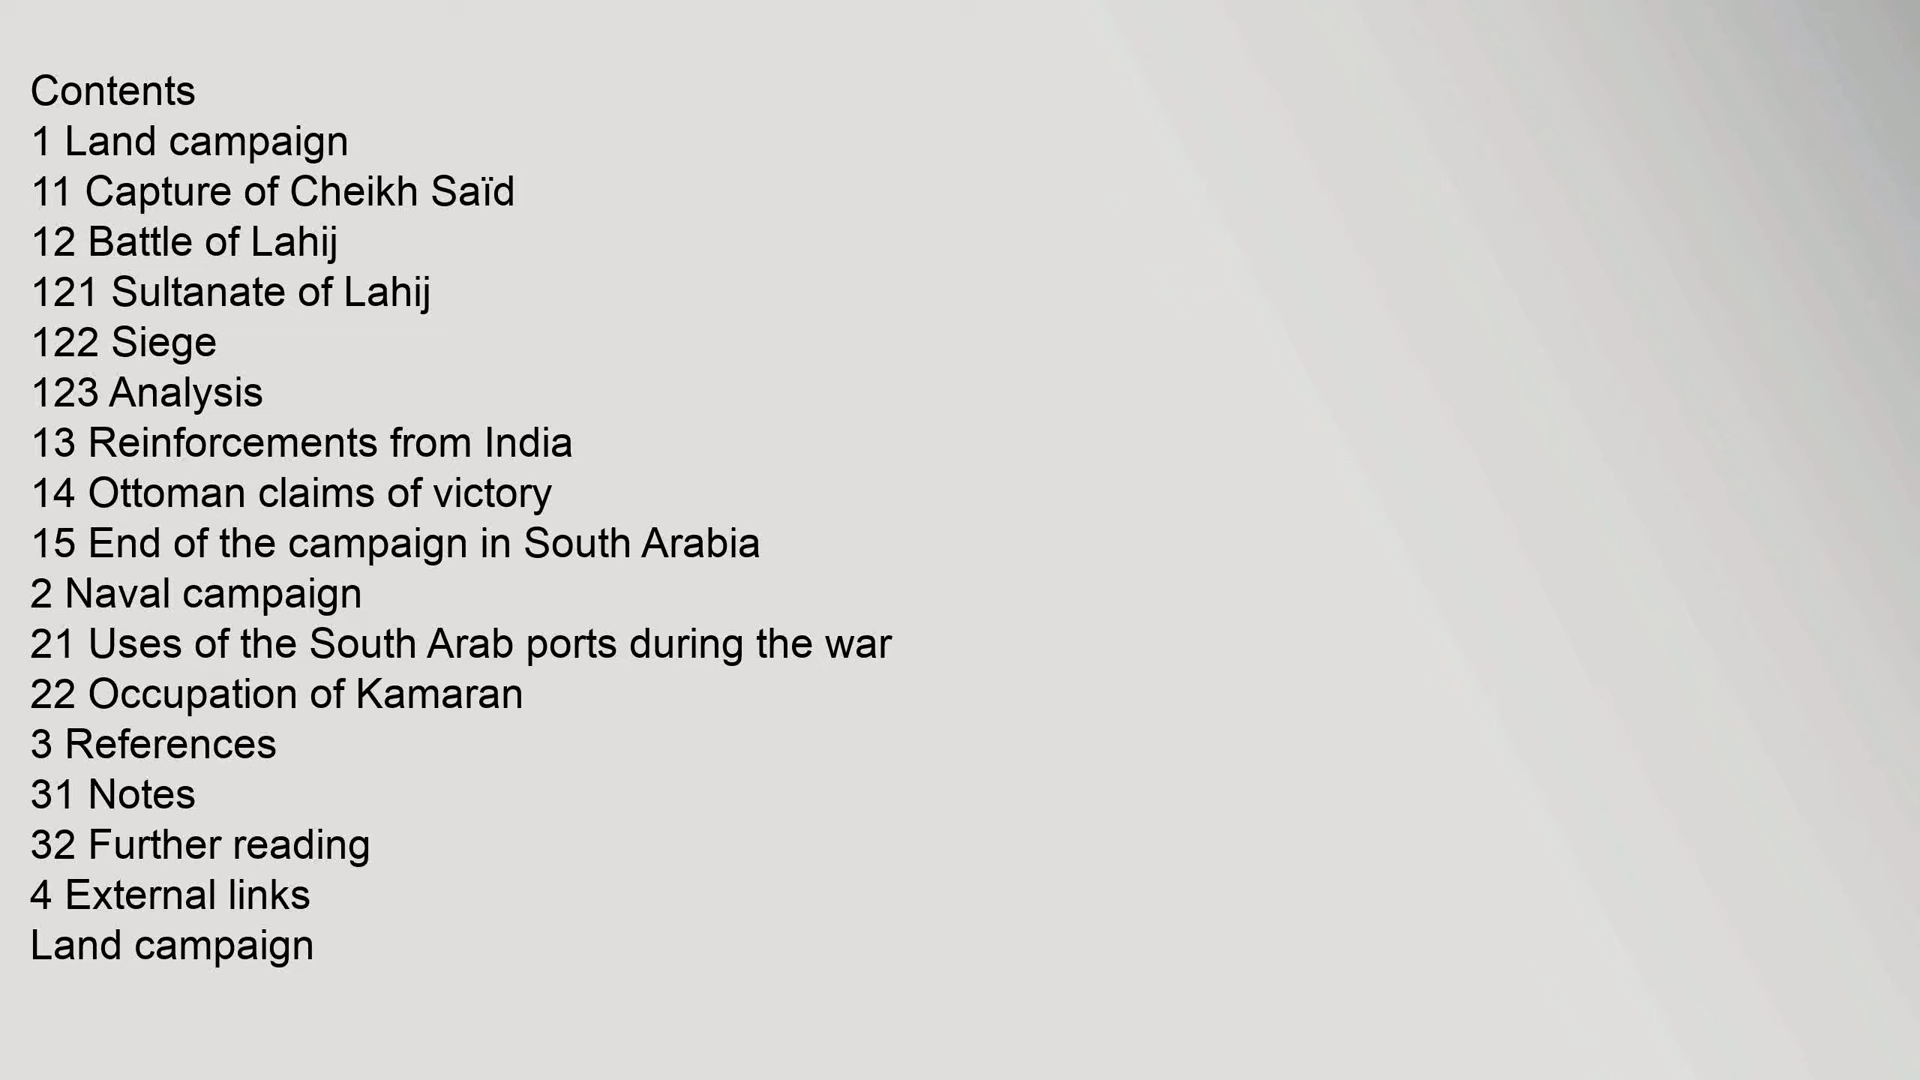 Contents
1 Land campaign
11 Capture of Cheikh Saïd
12 Battle of Lahij
121 Sultanate of Lahij
122 Siege
123 Analysis
13 Reinforcements from India
14 Ottoman claims of victory
15 End of the campaign in South Arabia
2 Naval campaign
21 Uses of the South Arab ports during the war
22 Occupation of Kamaran
3 References
31 Notes
32 Further reading
4 External links
Land campaign